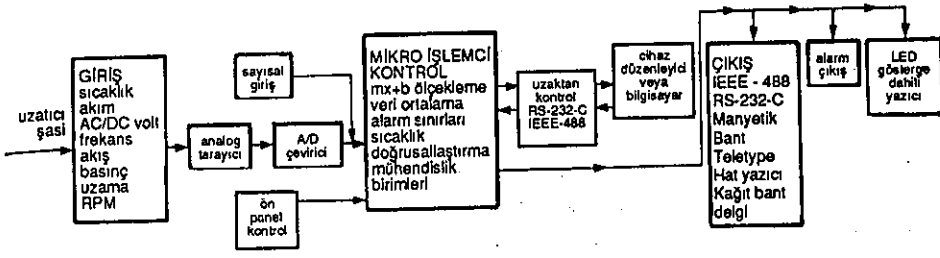 uzatıcı
şasi
GİRİŞ
sıcaklık
akım
AC/DC volt
frekans
akış
basınç
uzama
RPM
analog
tarayıcı
sayısal
giriş
A/D
çevirici
ön
panel
kontrol
MİKRO İŞLEMCİ
KONTROL
mx+b ölçekleme
veri ortalama
alarm sınırları
sıcaklık
doğrusallaştırma
mühendislik
birimleri
uzaktan
kontrol
RS-232-C
IEEE-488
cihaz
düzenleyici
veya
bilgisayar
ÇIKIŞ
IEEE - 488
RS-232-C
Manyetik
Bant
Teletype
Hat yazıcı
Kağıt bant
delgi
alarm
çıkış
LED
gösterge
dahili
yazıcı